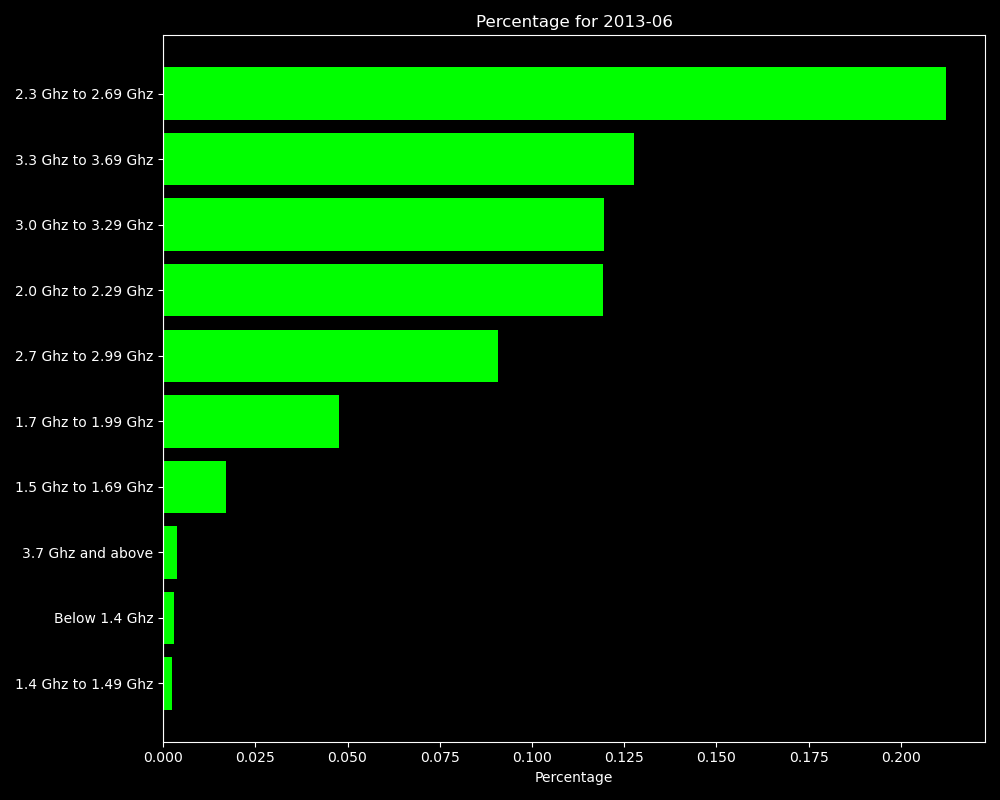 Percentage for 2013-06
2.3 Ghz to 2.69 Ghz
3.3 Ghz to 3.69 Ghz
3.0 Ghz to 3.29 Ghz
2.0 Ghz to 2.29 Ghz
2.7 Ghz to 2.99 Ghz
1.7 Ghz to 1.99 Ghz
1.5 Ghz to 1.69 Ghz
3.7 Ghz and above
Below 1.4 Ghz
1.4 Ghz to 1.49 Ghz
0.000 0.025 0.050 0.075 0.100 0.125 0.150 0.175 0.200
Percentage